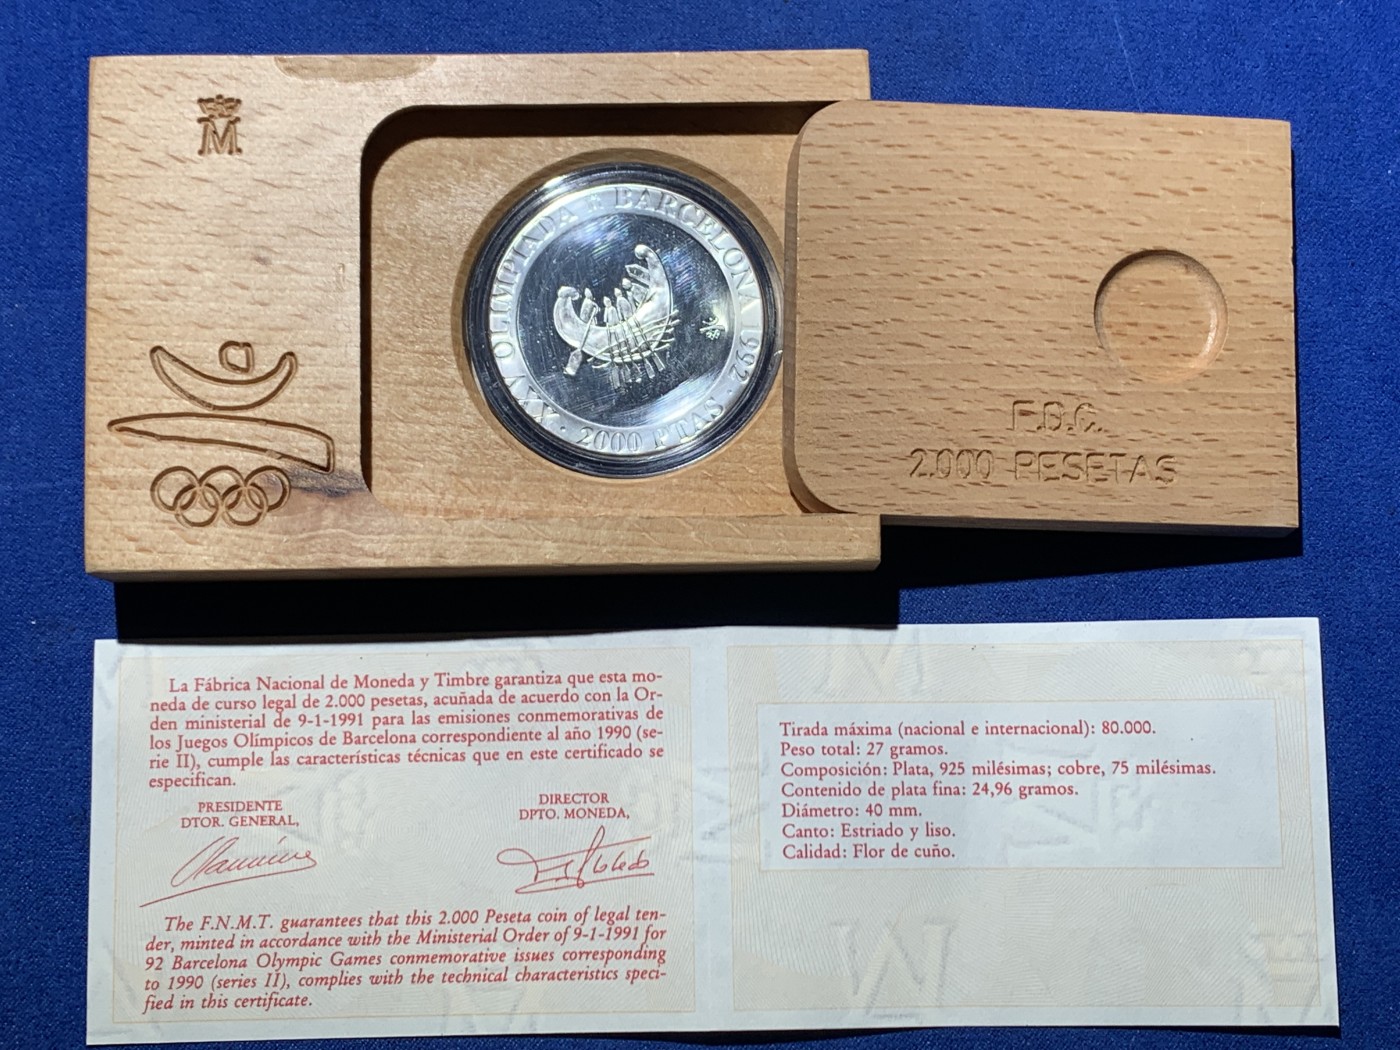 M
XXV OLIMPIADA * BARCELONA 1992 ·
· 2000 PTAS ·
F.D.C.
2.000 PESETAS
La Fábrica Nacional de Moneda y Timbre garantiza que esta mo-
neda de curso legal de 2.000 pesetas, acuñada de acuerdo con la Or-
den ministerial de 9-1-1991 para las emisiones conmemorativas de
los Juegos Olímpicos de Barcelona correspondiente al año 1990 (se-
rie II), cumple las características técnicas que en este certificado se
especifican.
PRESIDENTE
DTOR. GENERAL,
DIRECTOR
DPTO. MONEDA,
The F.N.M.T. guarantees that this 2.000 Peseta coin of legal ten-
der, minted in accordance with the Ministerial Order of 9-1-1991 for
92 Barcelona Olympic Games conmemorative issues corresponding
to 1990 (series II), complies with the technical characteristics speci-
fied in this certificate.
Tirada máxima (nacional e internacional): 80.000.
Peso total: 27 gramos.
Composición: Plata, 925 milésimas; cobre, 75 milésimas.
Contenido de plata fina: 24,96 gramos.
Diámetro: 40 mm.
Canto: Estriado y liso.
Calidad: Flor de cuño.